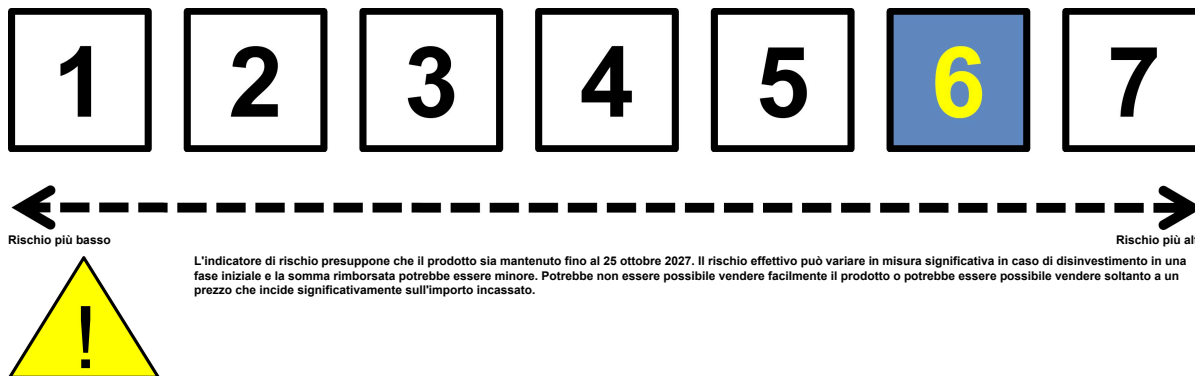 1 2 3 4 5 6 7
Rischio più basso Rischio più al
L'indicatore di rischio presuppone che il prodotto sia mantenuto fino al 25 ottobre 2027. Il rischio effettivo può variare in misura significativa in caso di disinvestimento in una
fase iniziale e la somma rimborsata potrebbe essere minore. Potrebbe non essere possibile vendere facilmente il prodotto o potrebbe essere possibile vendere soltanto a un
prezzo che incide significativamente sull'importo incassato.
!